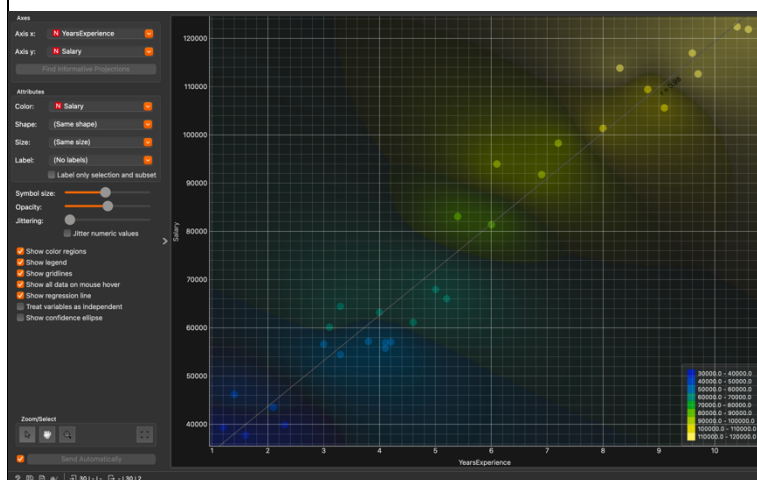 Axes
Axis x: N YearsExperience
Axis y: N Salary
Find Informative Projections
Attributes
Color: N Salary
Shape: (Same shape)
Size: (Same size)
Label: (No labels)
Label only selection and subset
Symbol size:
Opacity:
Jittering:
Jitter numeric values
Show color regions
Show legend
Show gridlines
Show all data on mouse hover
Show regression line
Treat variables as independent
Show confidence ellipse
Zoom/Select
Send Automatically
120000
110000
100000
90000
80000
70000
60000
50000
40000
Salary
1 2 3 4 5 6 7 8 9 10
YearsExperience
r = 0.98
30000.0 - 40000.0
40000.0 - 50000.0
50000.0 - 60000.0
60000.0 - 70000.0
70000.0 - 80000.0
80000.0 - 90000.0
90000.0 - 100000.0
100000.0 - 110000.0
110000.0 - 120000.0